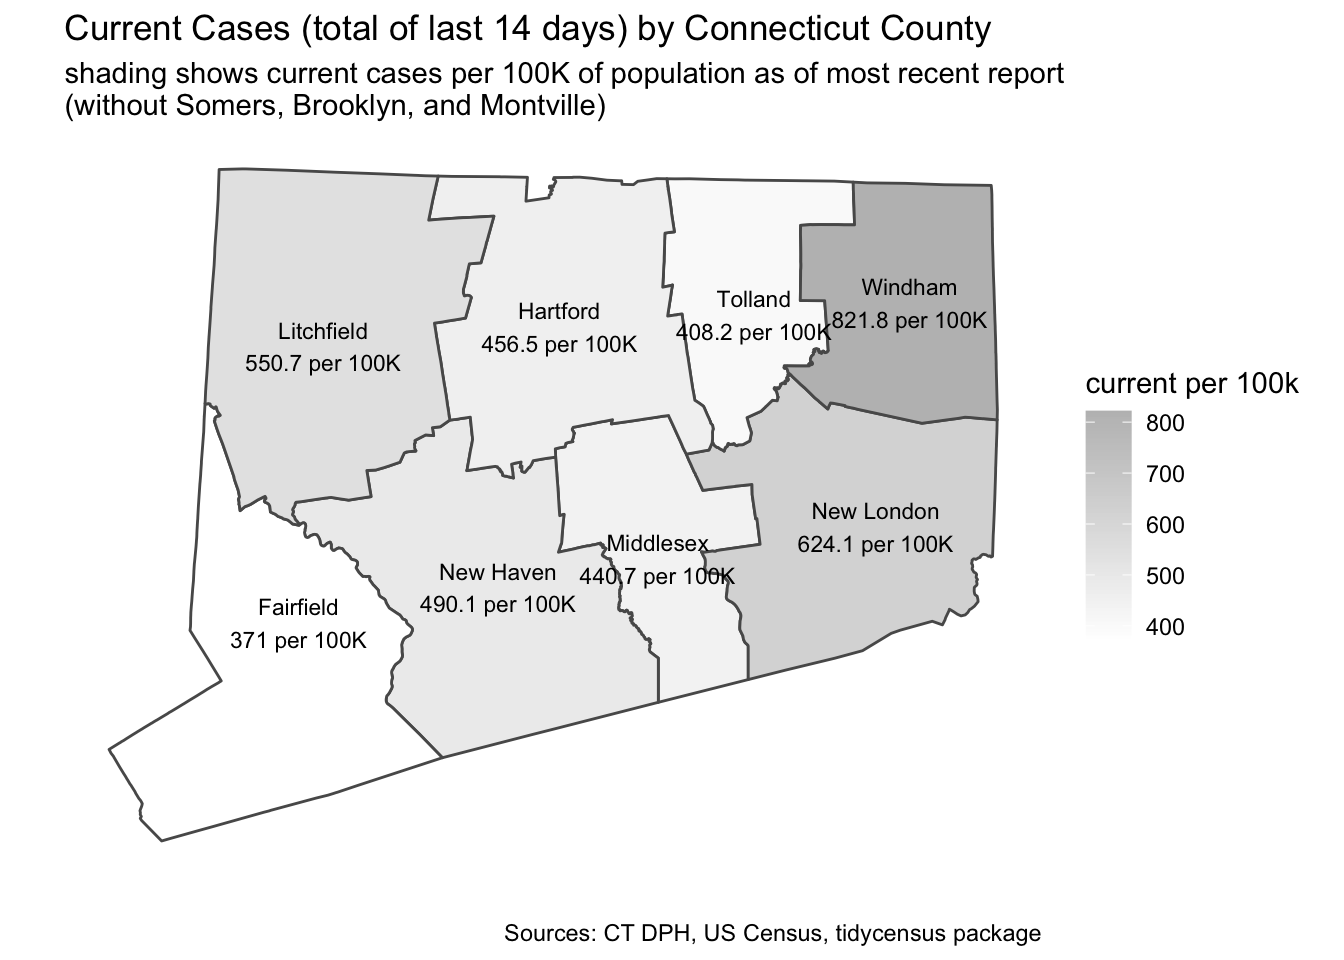 Current Cases (total of last 14 days) by Connecticut County
shading shows current cases per 100K of population as of most recent report
(without Somers, Brooklyn, and Montville)
Litchfield
550.7 per 100K
Hartford
456.5 per 100K
Tolland
408.2 per 100K
Windham
821.8 per 100K
Fairfield
371 per 100K
New Haven
490.1 per 100K
Middlesex
440.7 per 100K
New London
624.1 per 100K
current per 100k
800
700
600
500
400
Sources: CT DPH, US Census, tidycensus package